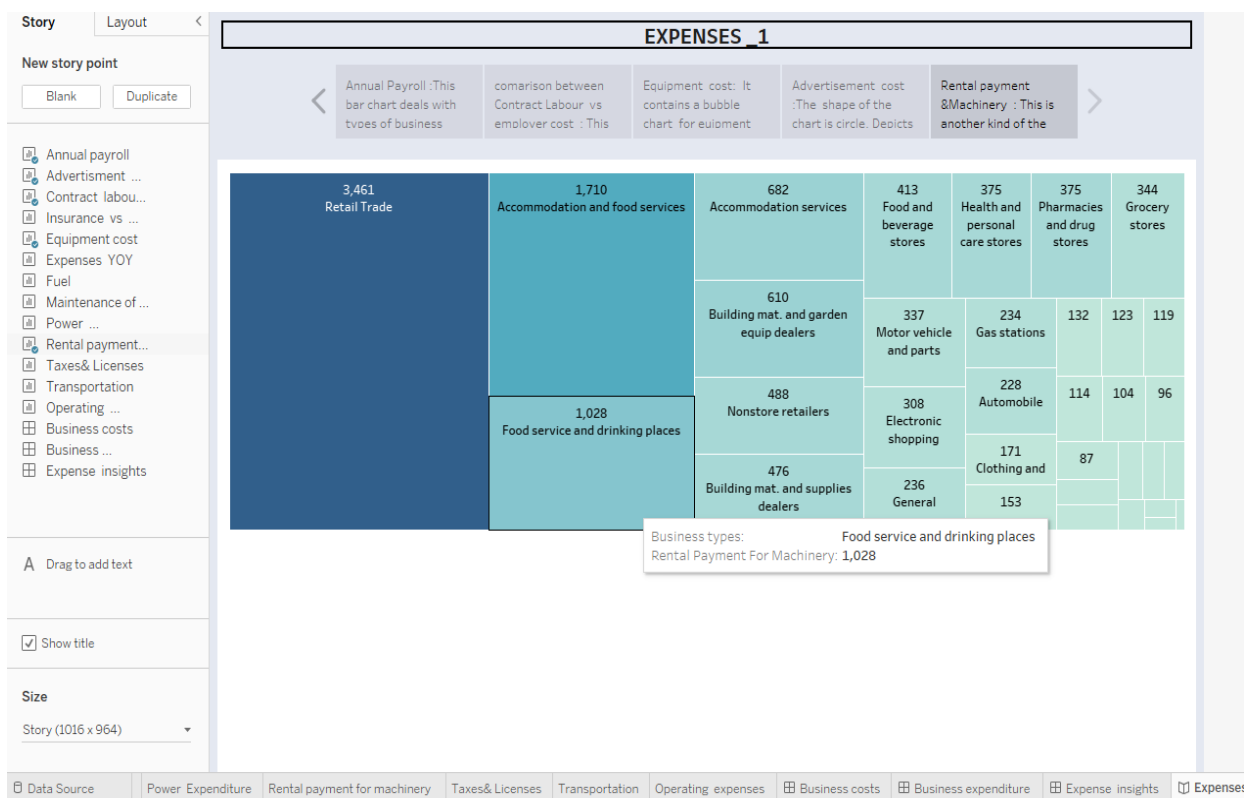 Story
Layout
New story point
Blank
Duplicate
Annual payroll
Advertisment ...
Contract labou...
Insurance vs ...
Equipment cost
Expenses YOY
Fuel
Maintenance of ...
Power ...
Rental payment...
Taxes& Licenses
Transportation
Operating ...
Business costs
Business ...
Expense insights
A Drag to add text
Show title
Size
Story (1016 x 964)
EXPENSES _1
Annual Payroll :This
bar chart deals with
types of business
comarison between
Contract Labour vs
employer cost : This
Equipment cost: It
contains a bubble
chart for euipment
Advertisement cost
:The shape of the
chart is circle. Depicts
Rental payment
&Machinery : This is
another kind of the
3,461
Retail Trade
1,710
Accommodation and food services
1,028
Food service and drinking places
682
Accommodation services
610
Building mat. and garden
equip dealers
488
Nonstore retailers
476
Building mat. and supplies
dealers
413
Food and
beverage
stores
375
Health and
personal
care stores
375
Pharmacies
and drug
stores
344
Grocery
stores
337
Motor vehicle
and parts
308
Electronic
shopping
236
General
234
Gas stations
228
Automobile
171
Clothing and
153
132
123
119
114
104
96
87
Business types: Food service and drinking places
Rental Payment For Machinery: 1,028
Data Source
Power Expenditure
Rental payment for machinery
Taxes& Licenses
Transportation
Operating expenses
Business costs
Business expenditure
Expense insights
Expenses